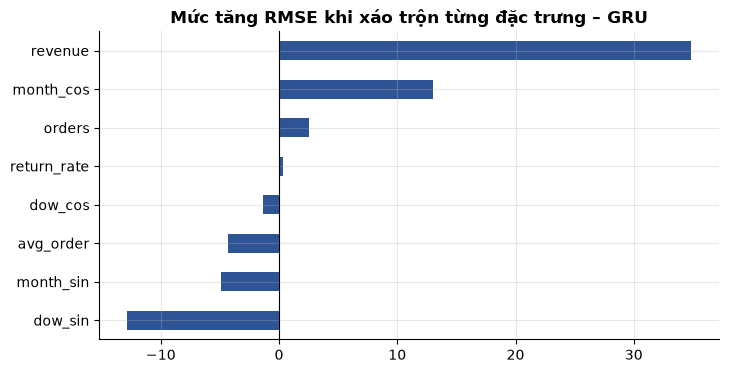 Mức tăng RMSE khi xáo trộn từng đặc trưng – GRU
revenue
month_cos
orders
return_rate
dow_cos
avg_order
month_sin
dow_sin
−10 0 10 20 30